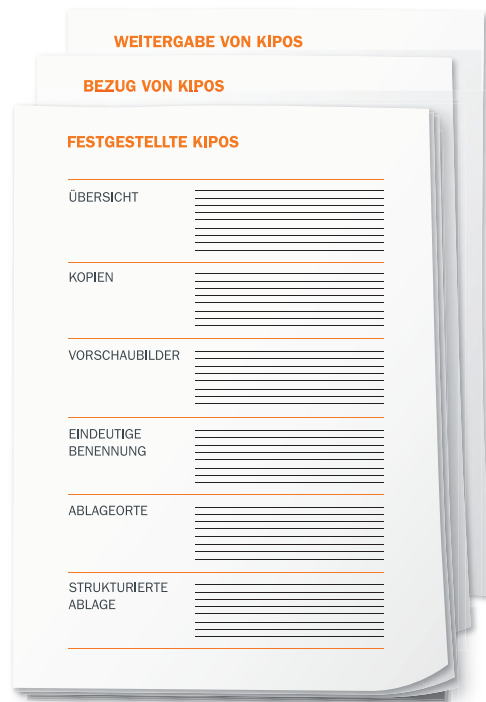 WEITERGABE VON KIPOS
BEZUG VON KIPOS
FESTGESTELLTE KIPOS
ÜBERSICHT
KOPIEN
VORSCHAUBILDER
EINDEUTIGE
BENENNUNG
ABLAGEORTE
STRUKTURIERTE
ABLAGE